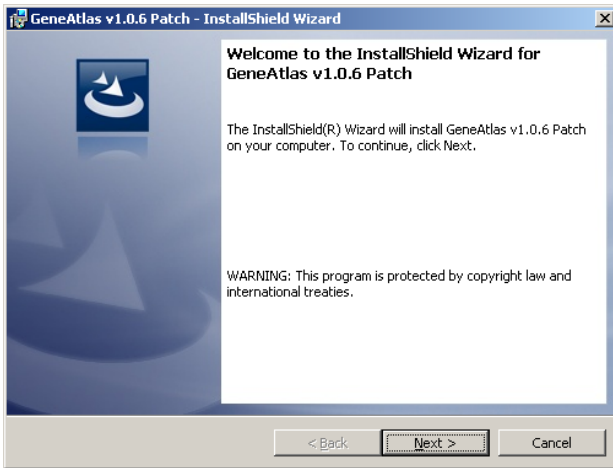 GeneAtlas v1.0.6 Patch - InstallShield Wizard
Welcome to the InstallShield Wizard for
GeneAtlas v1.0.6 Patch
The InstallShield(R) Wizard will install GeneAtlas v1.0.6 Patch
on your computer. To continue, click Next.
WARNING: This program is protected by copyright law and
international treaties.
< Back
Next >
Cancel